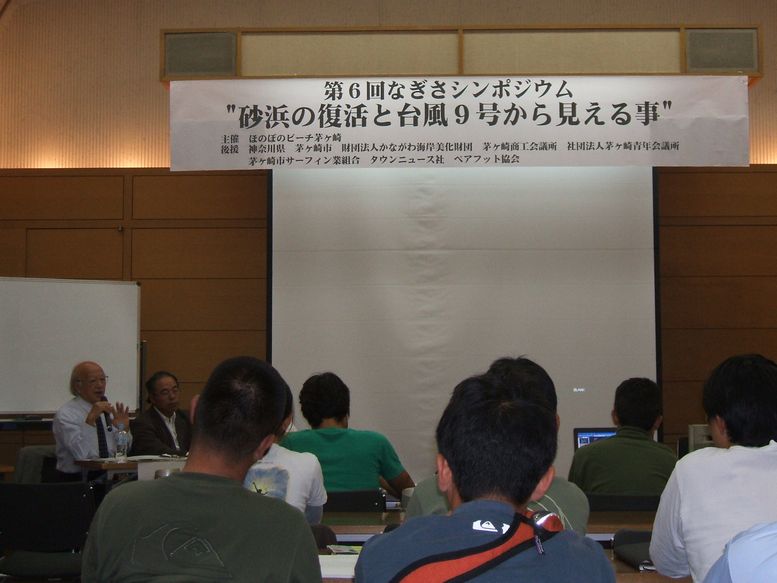 第6回なぎさシンポジウム
"砂浜の復活と台風9号から見える事"
主催 ほのぼのビーチ茅ヶ崎
後援 神奈川県 茅ヶ崎市 財団法人かながわ海岸美化財団 茅ヶ崎商工会議所 社団法人茅ヶ崎青年会議所
茅ヶ崎市サーフィン業組合 タウンニュース社 ベアフット協会